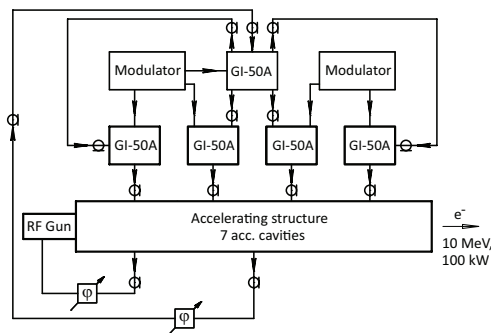 Modulator
GI-50A
Modulator
GI-50A
GI-50A
GI-50A
GI-50A
RF Gun
Accelerating structure
7 acc. cavities
e⁻
10 MeV,
100 kW
φ
φ